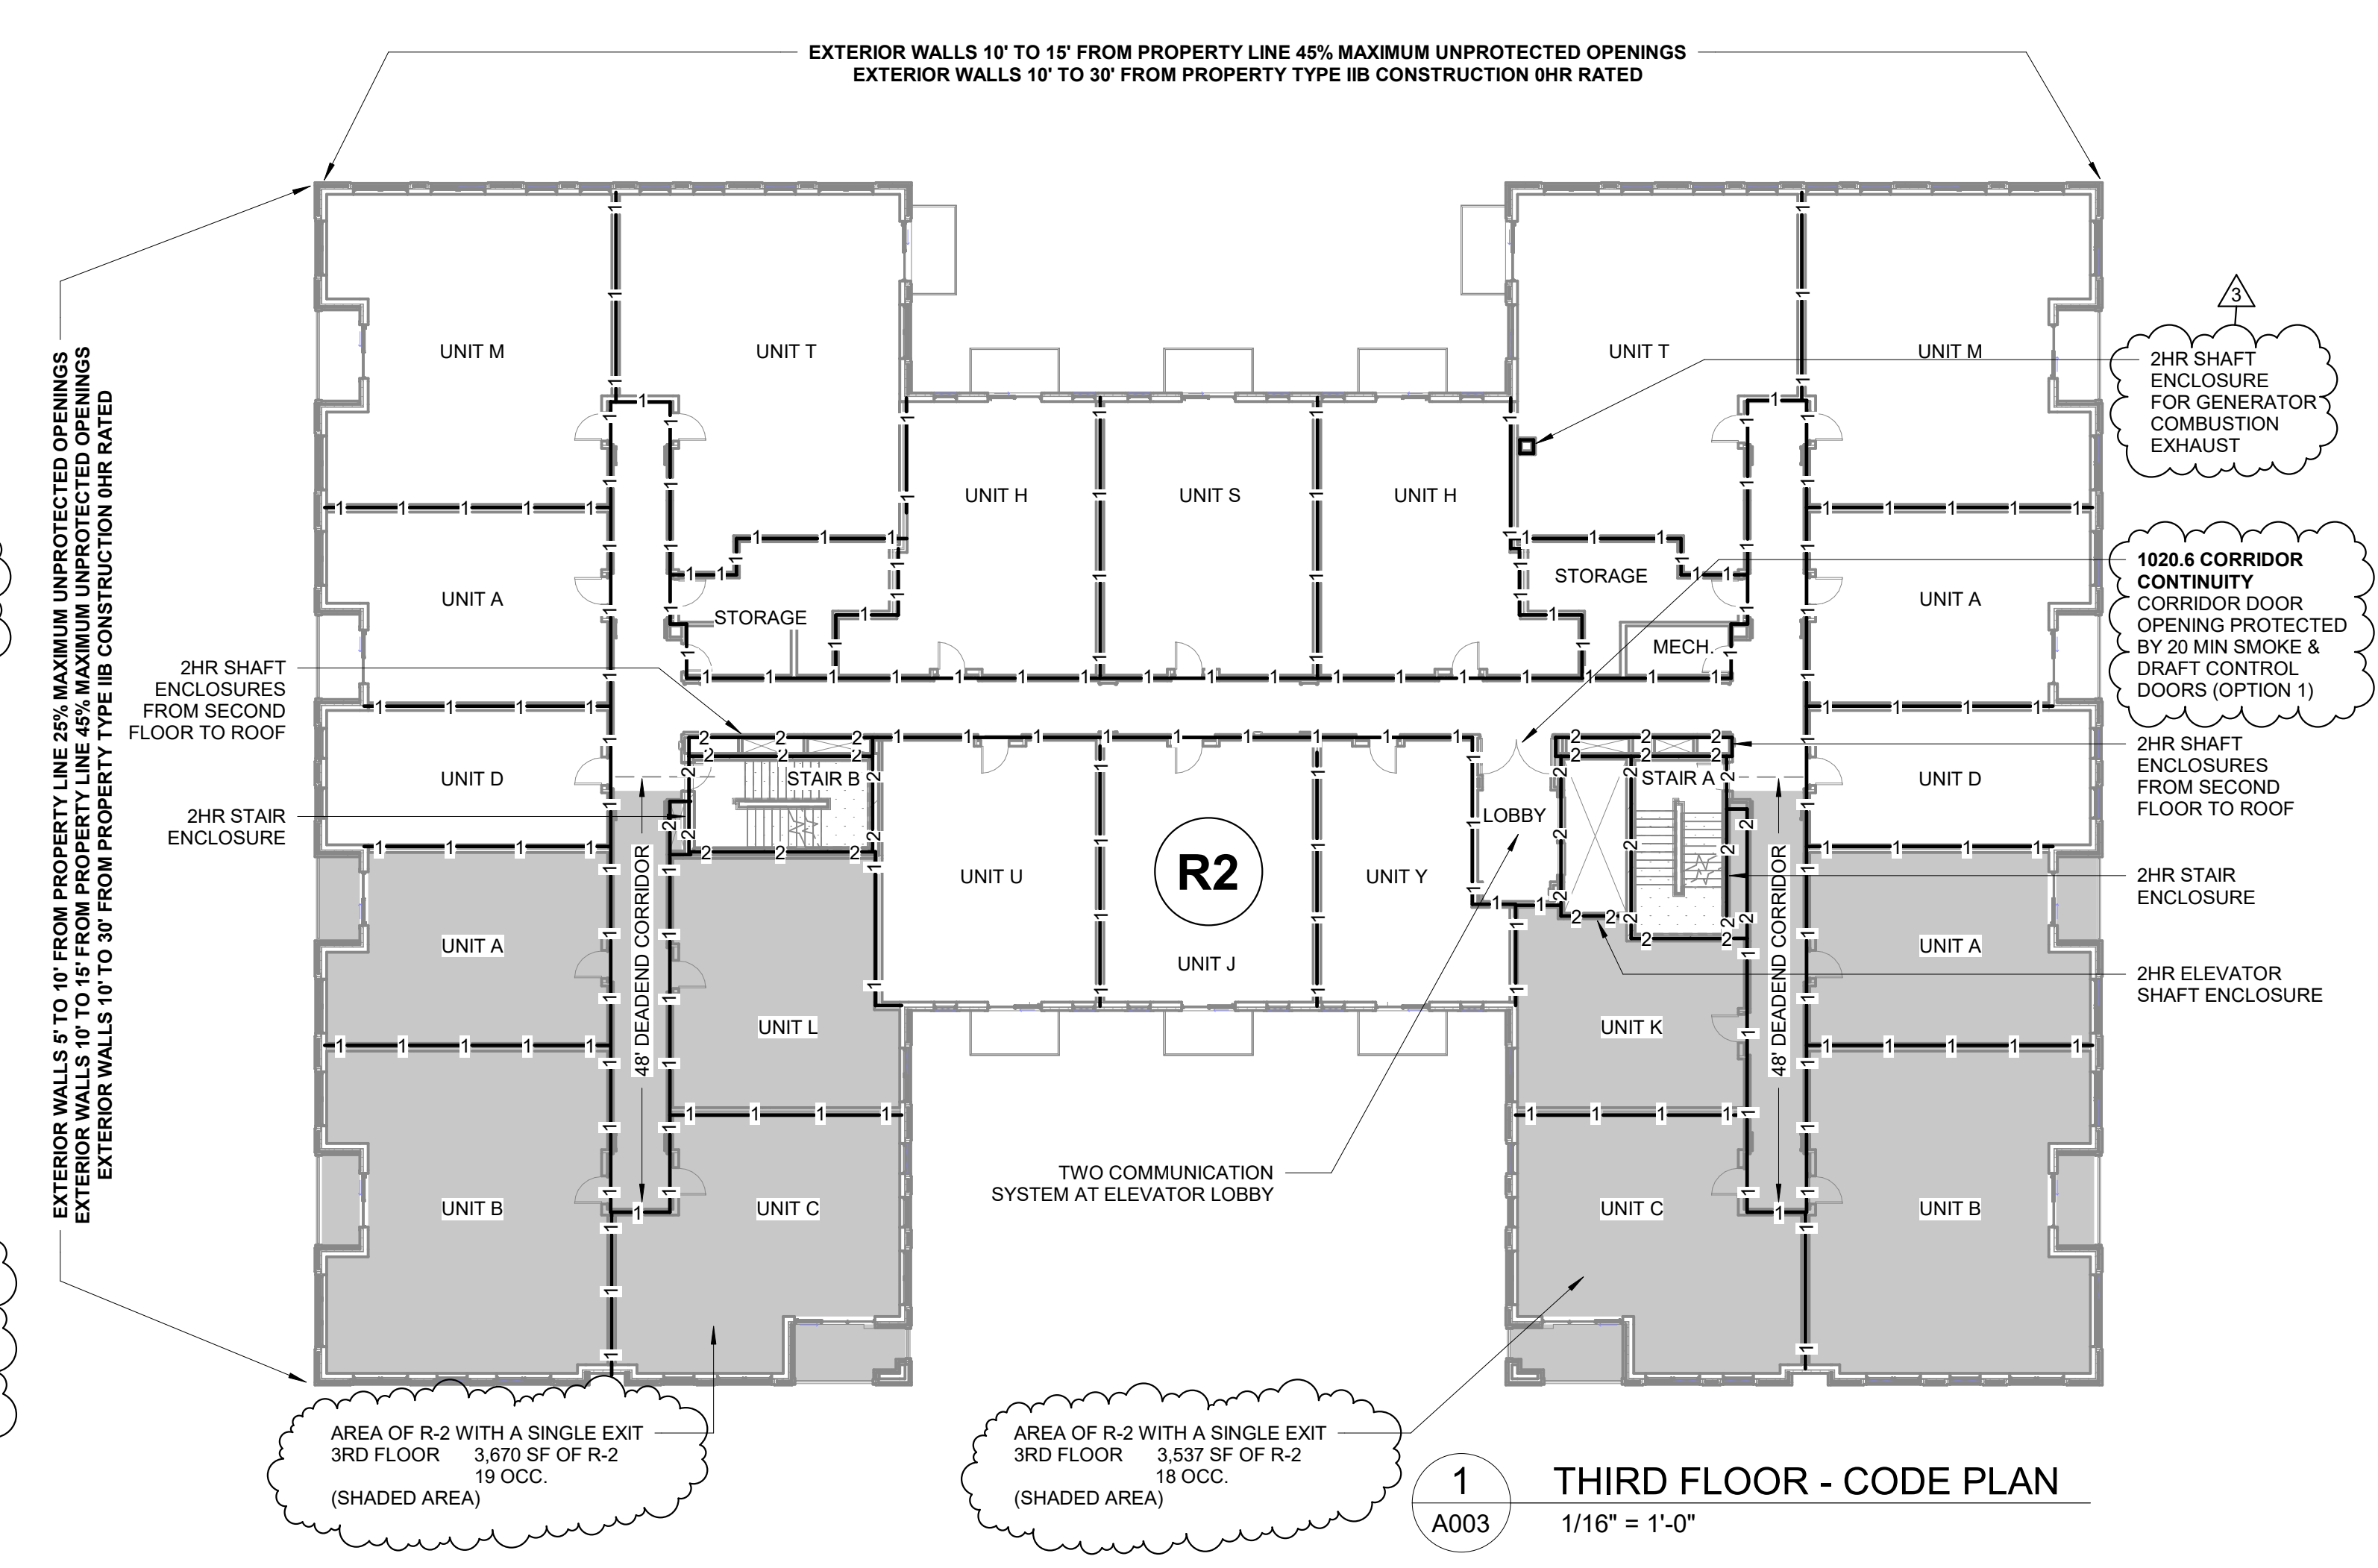 EXTERIOR WALLS 10' TO 15' FROM PROPERTY LINE 45% MAXIMUM UNPROTECTED OPENINGS
EXTERIOR WALLS 10' TO 30' FROM PROPERTY TYPE IIB CONSTRUCTION 0HR RATED
EXTERIOR WALLS 5' TO 10' FROM PROPERTY LINE 25% MAXIMUM UNPROTECTED OPENINGS
EXTERIOR WALLS 10' TO 15' FROM PROPERTY LINE 45% MAXIMUM UNPROTECTED OPENINGS
EXTERIOR WALLS 10' TO 30' FROM PROPERTY TYPE IIB CONSTRUCTION 0HR RATED
UNIT M
UNIT T
UNIT T
UNIT M
3
2HR SHAFT
ENCLOSURE
FOR GENERATOR
COMBUSTION
EXHAUST
UNIT H
UNIT S
UNIT H
UNIT A
STORAGE
STORAGE
MECH.
UNIT A
1020.6 CORRIDOR
CONTINUITY
CORRIDOR DOOR
OPENING PROTECTED
BY 20 MIN SMOKE &
DRAFT CONTROL
DOORS (OPTION 1)
2HR SHAFT
ENCLOSURES
FROM SECOND
FLOOR TO ROOF
2HR STAIR
ENCLOSURE
UNIT D
STAIR B
STAIR A
UNIT D
2HR SHAFT
ENCLOSURES
FROM SECOND
FLOOR TO ROOF
LOBBY
48' DEADEND CORRIDOR
UNIT U
R2
UNIT J
UNIT Y
48' DEADEND CORRIDOR
2HR STAIR
ENCLOSURE
2HR ELEVATOR
SHAFT ENCLOSURE
UNIT A
UNIT L
UNIT K
UNIT A
TWO COMMUNICATION
SYSTEM AT ELEVATOR LOBBY
UNIT B
UNIT C
UNIT C
UNIT B
AREA OF R-2 WITH A SINGLE EXIT
3RD FLOOR 3,670 SF OF R-2
19 OCC.
(SHADED AREA)
AREA OF R-2 WITH A SINGLE EXIT
3RD FLOOR 3,537 SF OF R-2
18 OCC.
(SHADED AREA)
1
A003
THIRD FLOOR - CODE PLAN
1/16" = 1'-0"